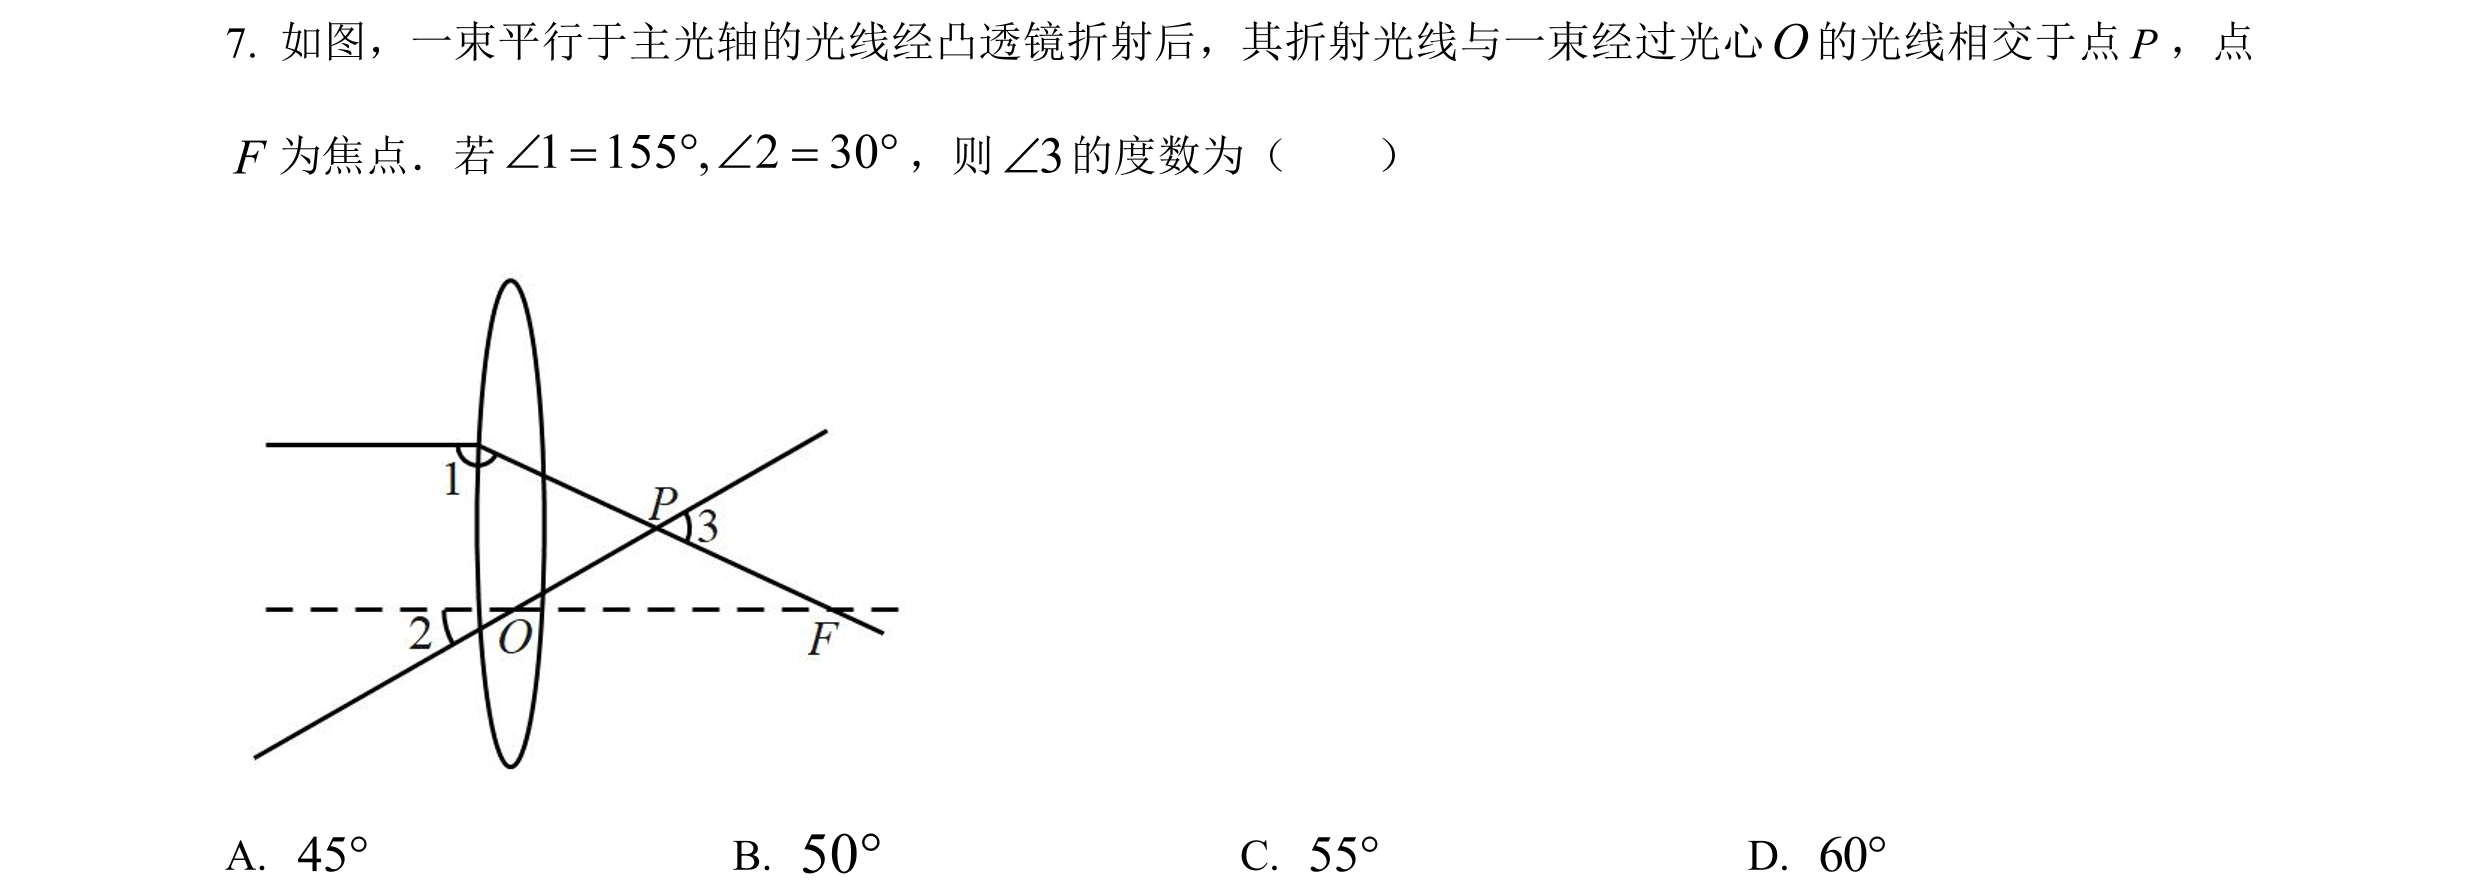 7. 如图，一束平行于主光轴的光线经凸透镜折射后，其折射光线与一束经过光心O的光线相交于点P，点
F为焦点．若∠1=155°,∠2=30°，则∠3的度数为（　　）
1
P
3
2
O
F
A. 45° B. 50° C. 55° D. 60°